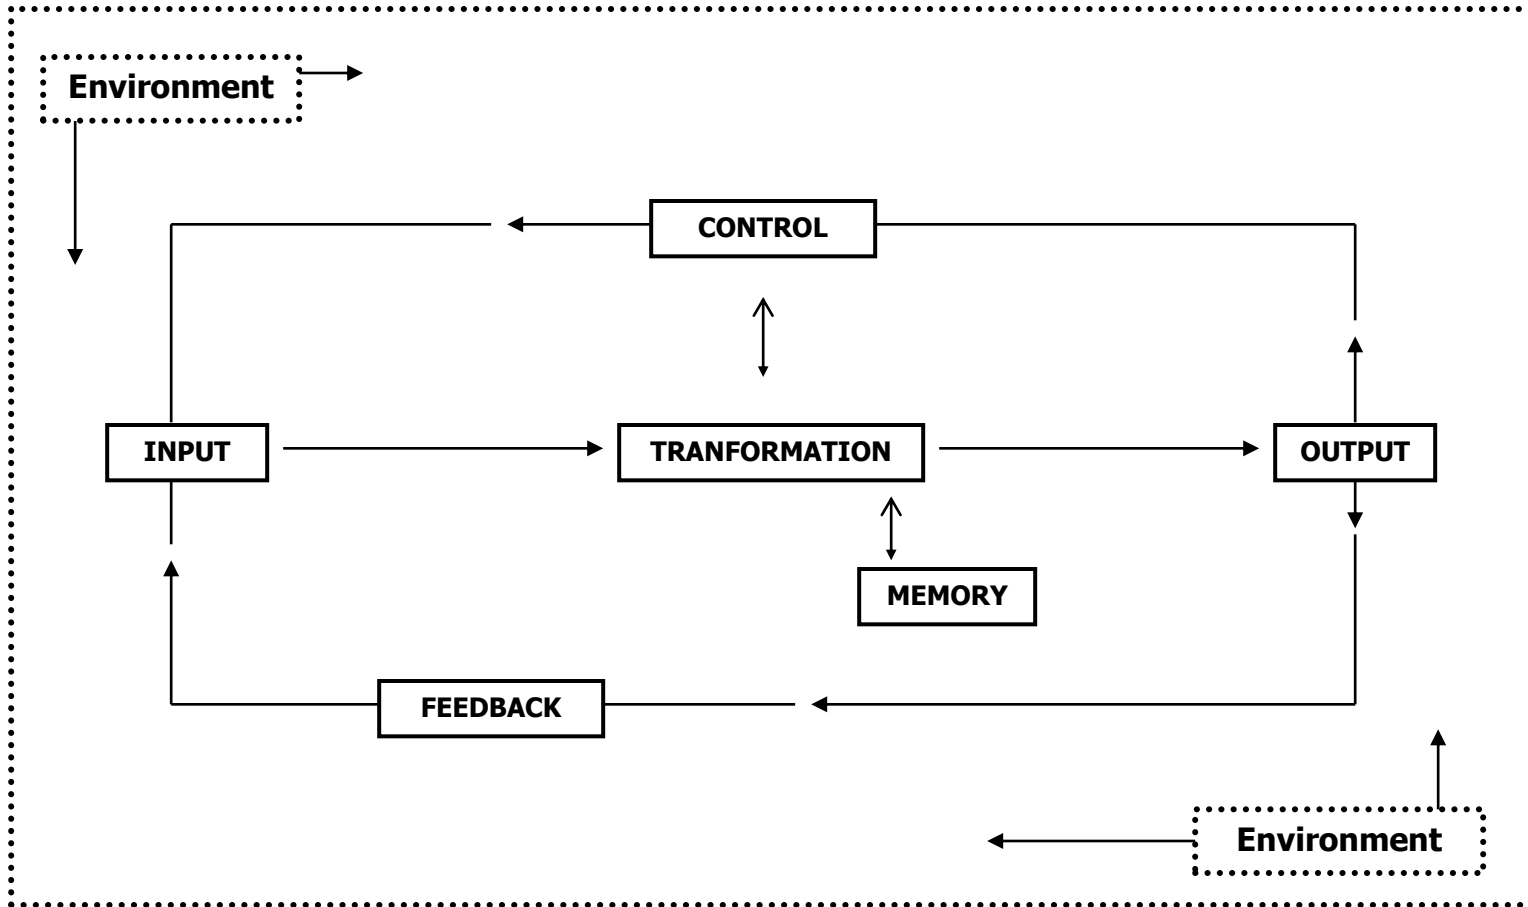 Environment
CONTROL
INPUT
TRANFORMATION
OUTPUT
MEMORY
FEEDBACK
Environment